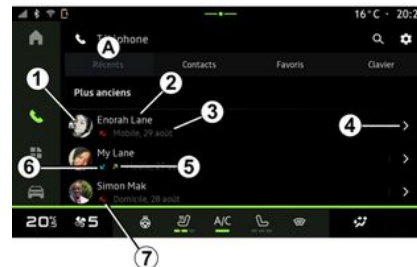 16°C · 20:2
Téléphone
A
Récents Contacts Favoris Clavier
Plus anciens
1 2 3 4
Enorah Lane
Mobile, 29 août
My Lane
6 5
Simon Mak
Domicile, 28 août
20 5 A/C
7